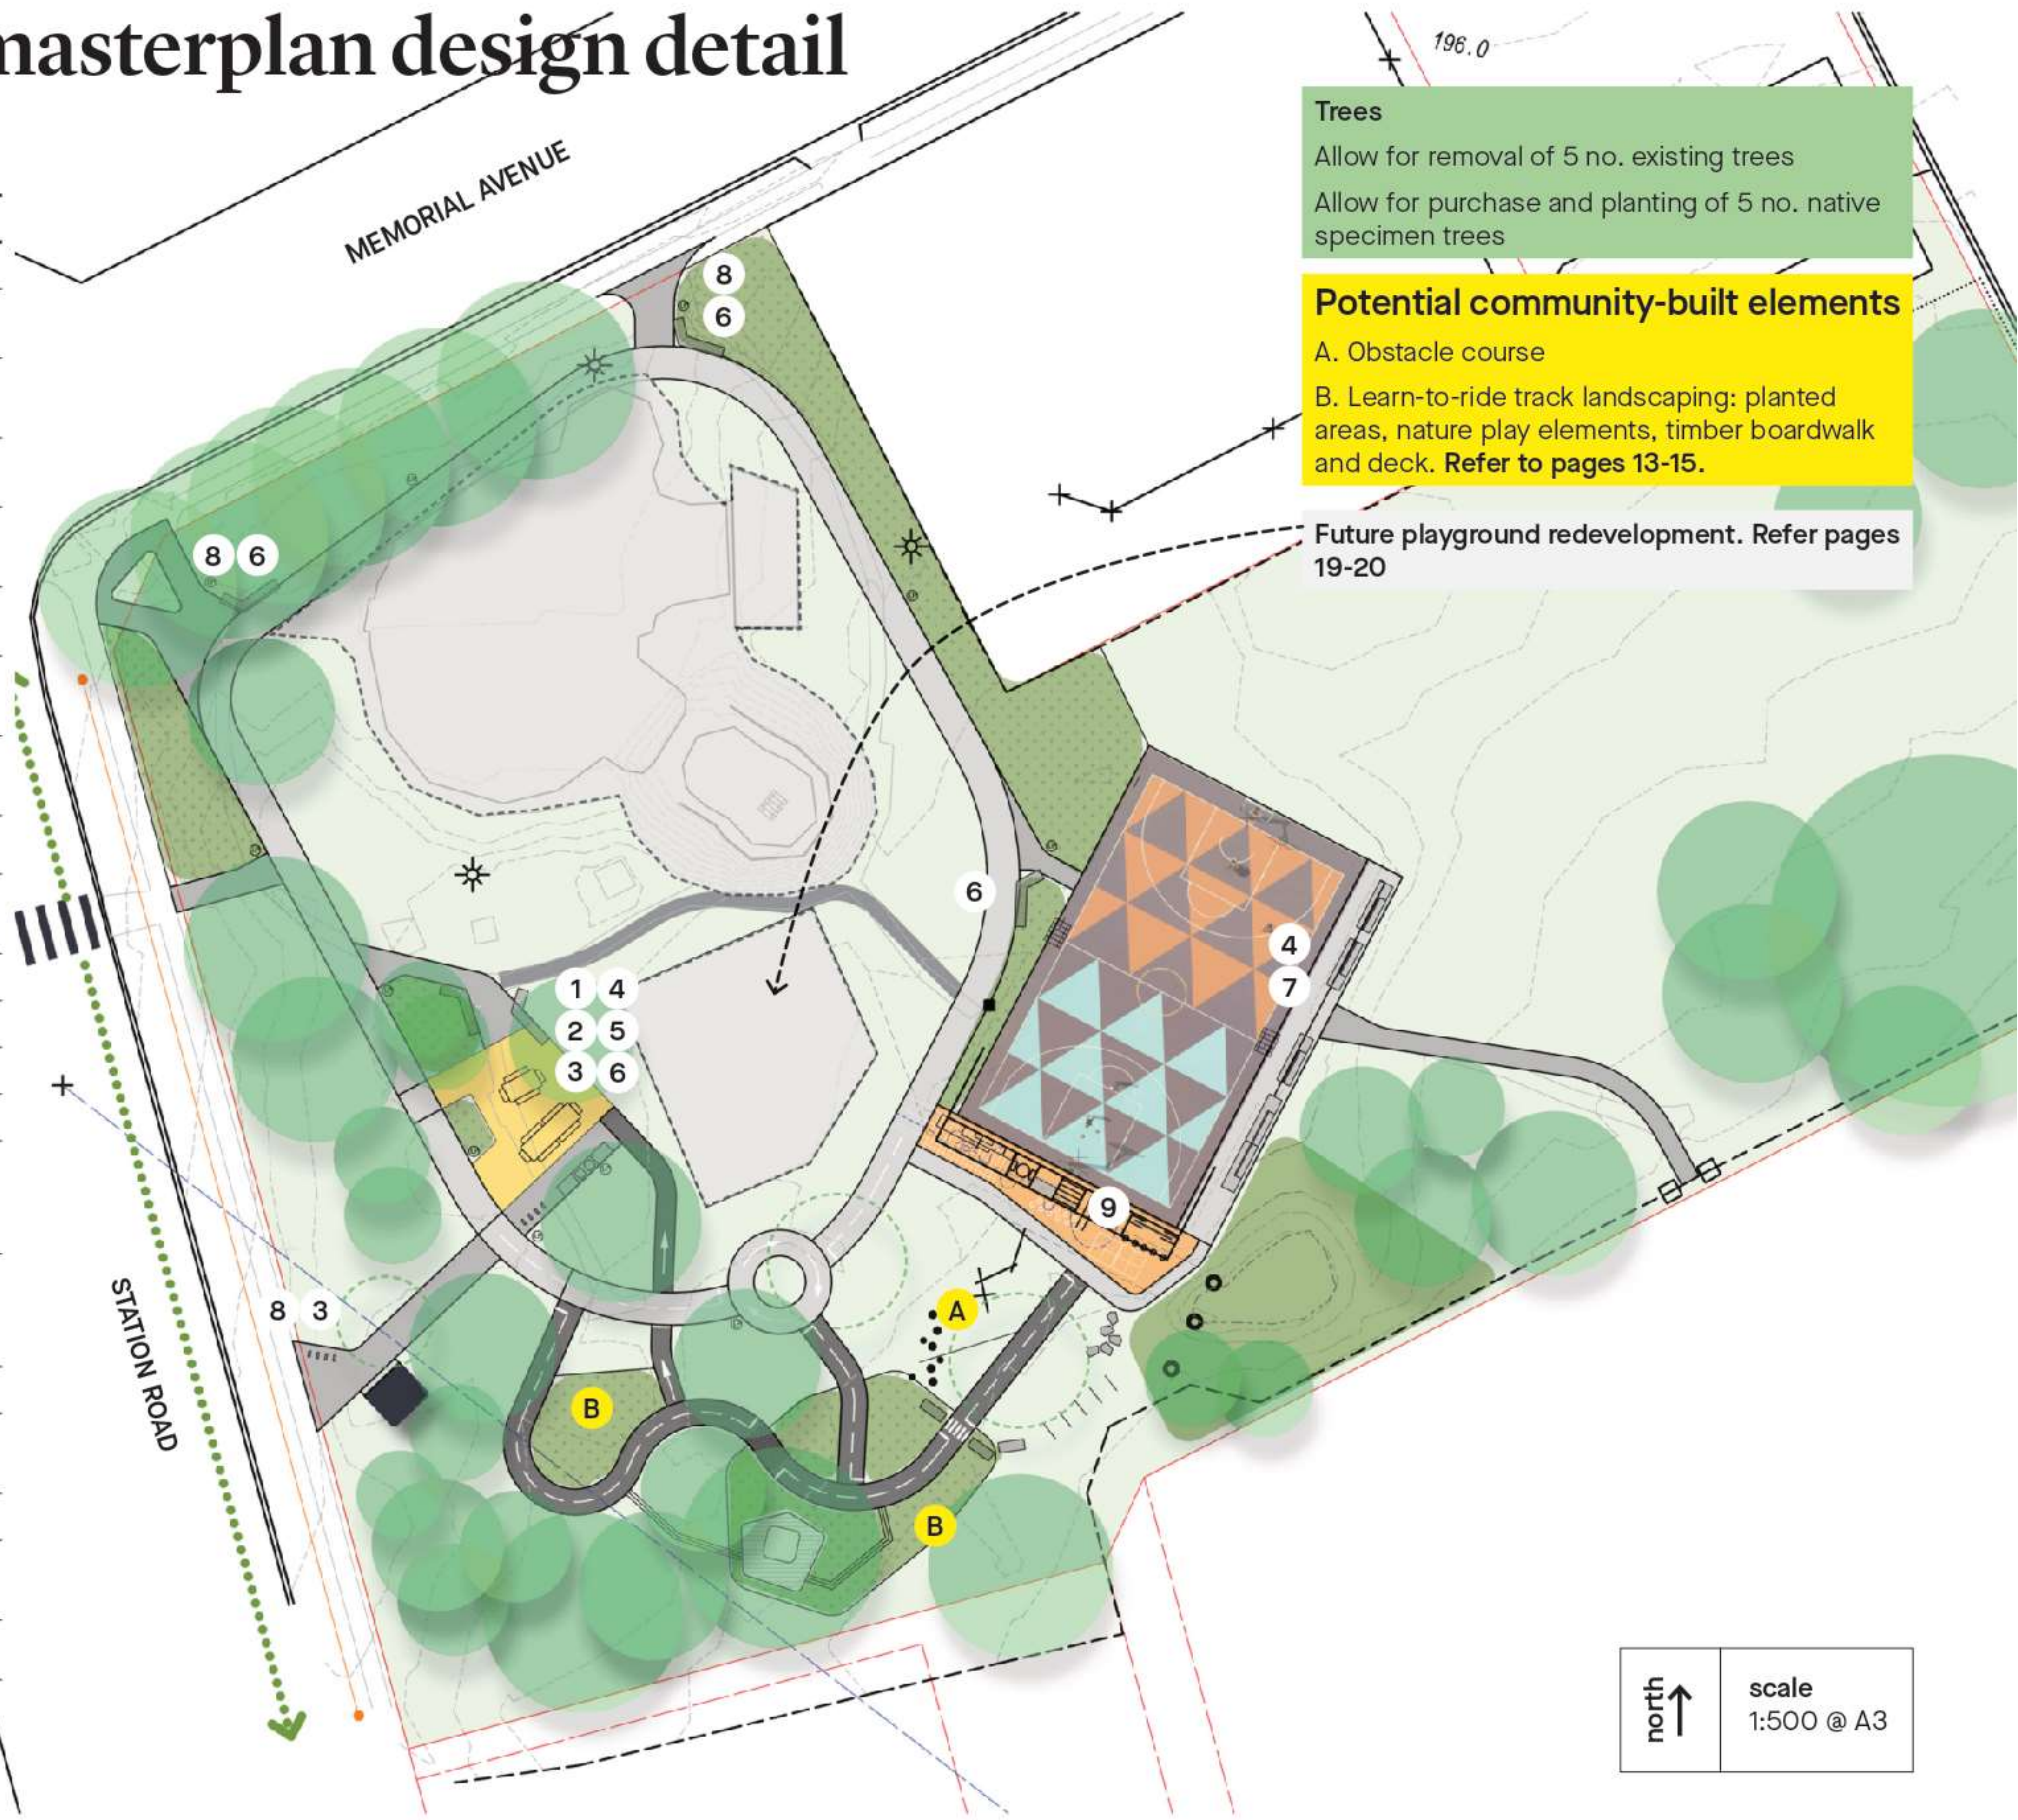 masterplan design detail
196.0
MEMORIAL AVENUE
Trees
Allow for removal of 5 no. existing trees
Allow for purchase and planting of 5 no. native
specimen trees
Potential community-built elements
A. Obstacle course
B. Learn-to-ride track landscaping: planted
areas, nature play elements, timber boardwalk
and deck. Refer to pages 13-15.
Future playground redevelopment. Refer pages
19-20
8
6
8 6
6
4
7
1 4
2 5
3 6
9
8 3
A
B
B
STATION ROAD
north
scale
1:500 @ A3